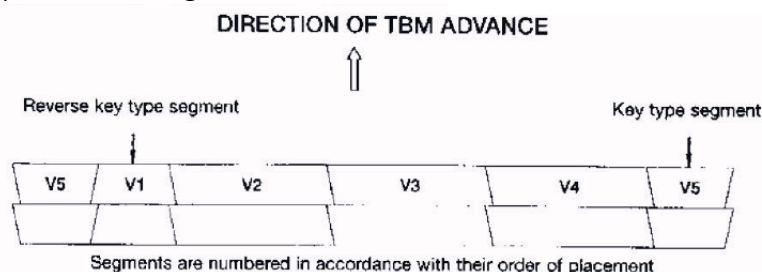 DIRECTION OF TBM ADVANCE
Reverse key type segment
Key type segment
V5 V1 V2 V3 V4 V5
Segments are numbered in accordance with their order of placement